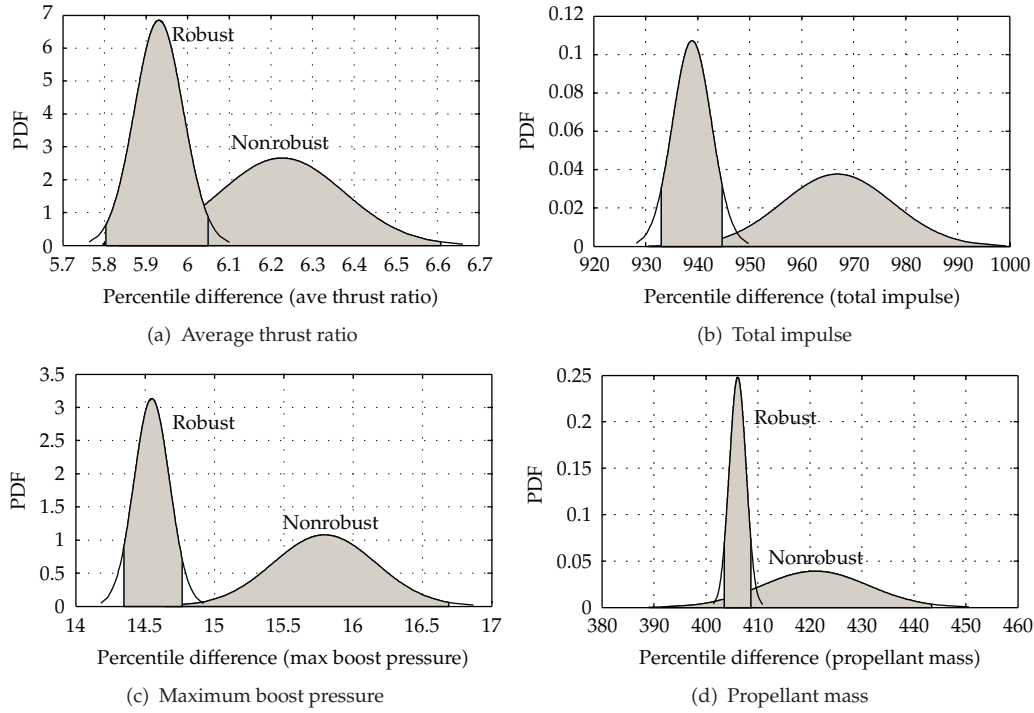 7
6
5
4
3
2
1
0
PDF
Robust
Nonrobust
5.7 5.8 5.9 6 6.1 6.2 6.3 6.4 6.5 6.6 6.7
Percentile difference (ave thrust ratio)
(a) Average thrust ratio
0.12
0.1
0.08
0.06
0.04
0.02
0
PDF
920 930 940 950 960 970 980 990 1000
Percentile difference (total impulse)
(b) Total impulse
3.5
3
2.5
2
1.5
1
0.5
0
PDF
Robust
Nonrobust
14 14.5 15 15.5 16 16.5 17
Percentile difference (max boost pressure)
(c) Maximum boost pressure
0.25
0.2
0.15
0.1
0.05
0
PDF
Robust
Nonrobust
380 390 400 410 420 430 440 450 460
Percentile difference (propellant mass)
(d) Propellant mass